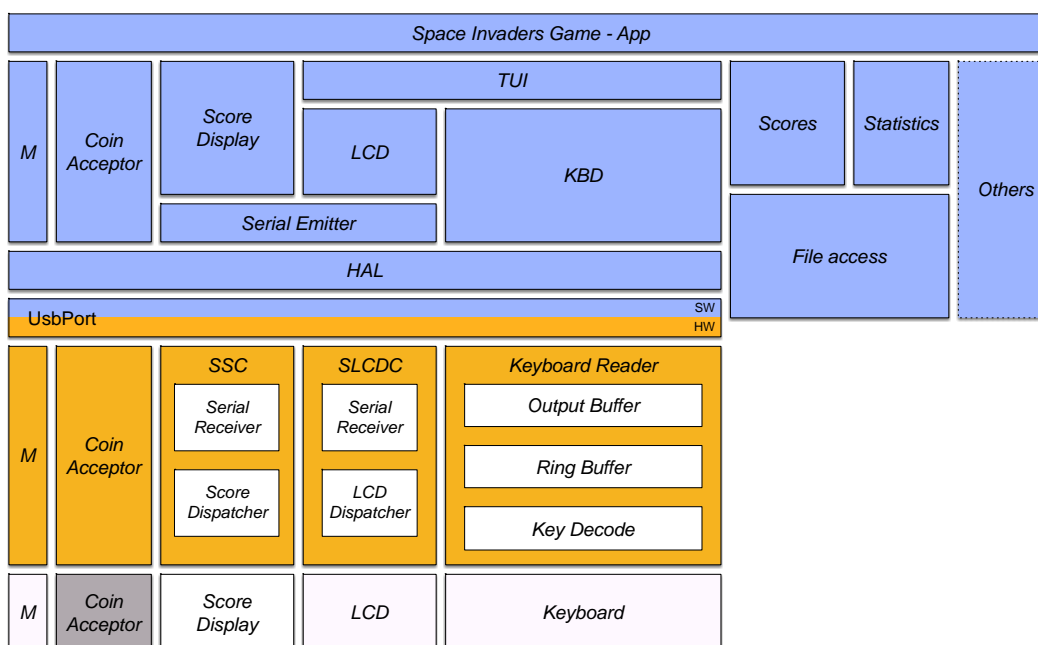 Space Invaders Game - App
M
Coin
Acceptor
Score
Display
TUI
LCD
KBD
Serial Emitter
Scores
Statistics
File access
Others
HAL
UsbPort
SW
HW
M
Coin
Acceptor
SSC
Serial
Receiver
Score
Dispatcher
SLCDC
Serial
Receiver
LCD
Dispatcher
Keyboard Reader
Output Buffer
Ring Buffer
Key Decode
M
Coin
Acceptor
Score
Display
LCD
Keyboard